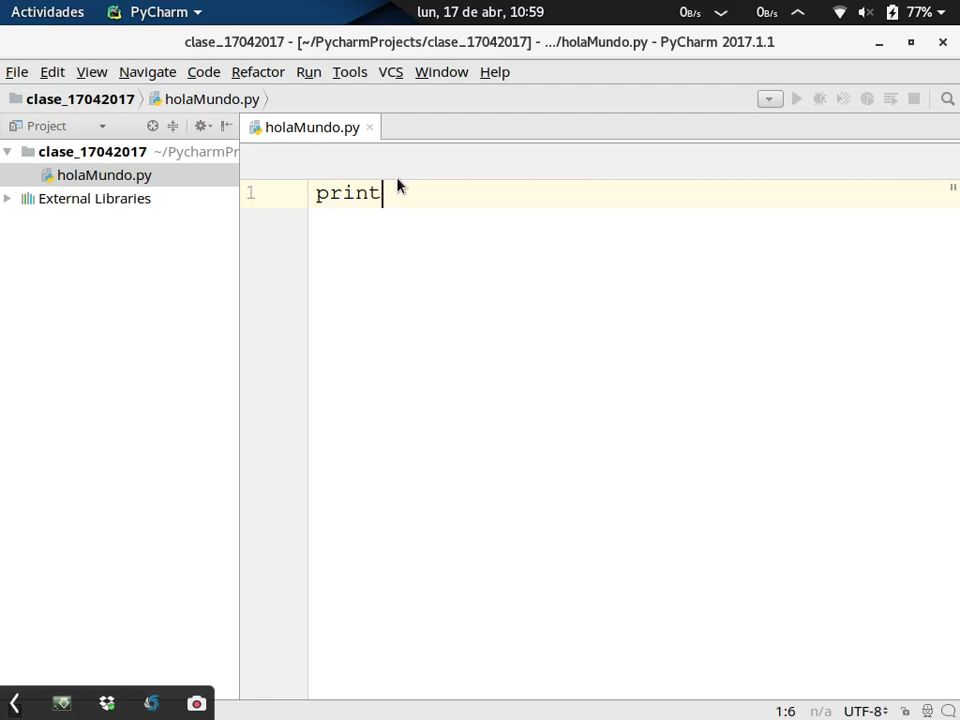 Actividades PyCharm lun, 17 de abr, 10:59 0B/s 0B/s 77%
clase_17042017 - [~/PycharmProjects/clase_17042017] - .../holaMundo.py - PyCharm 2017.1.1
File Edit View Navigate Code Refactor Run Tools VCS Window Help
clase_17042017 holaMundo.py
Project holaMundo.py
clase_17042017 ~/PycharmPr
holaMundo.py
External Libraries
1 print
1:6 n/a UTF-8